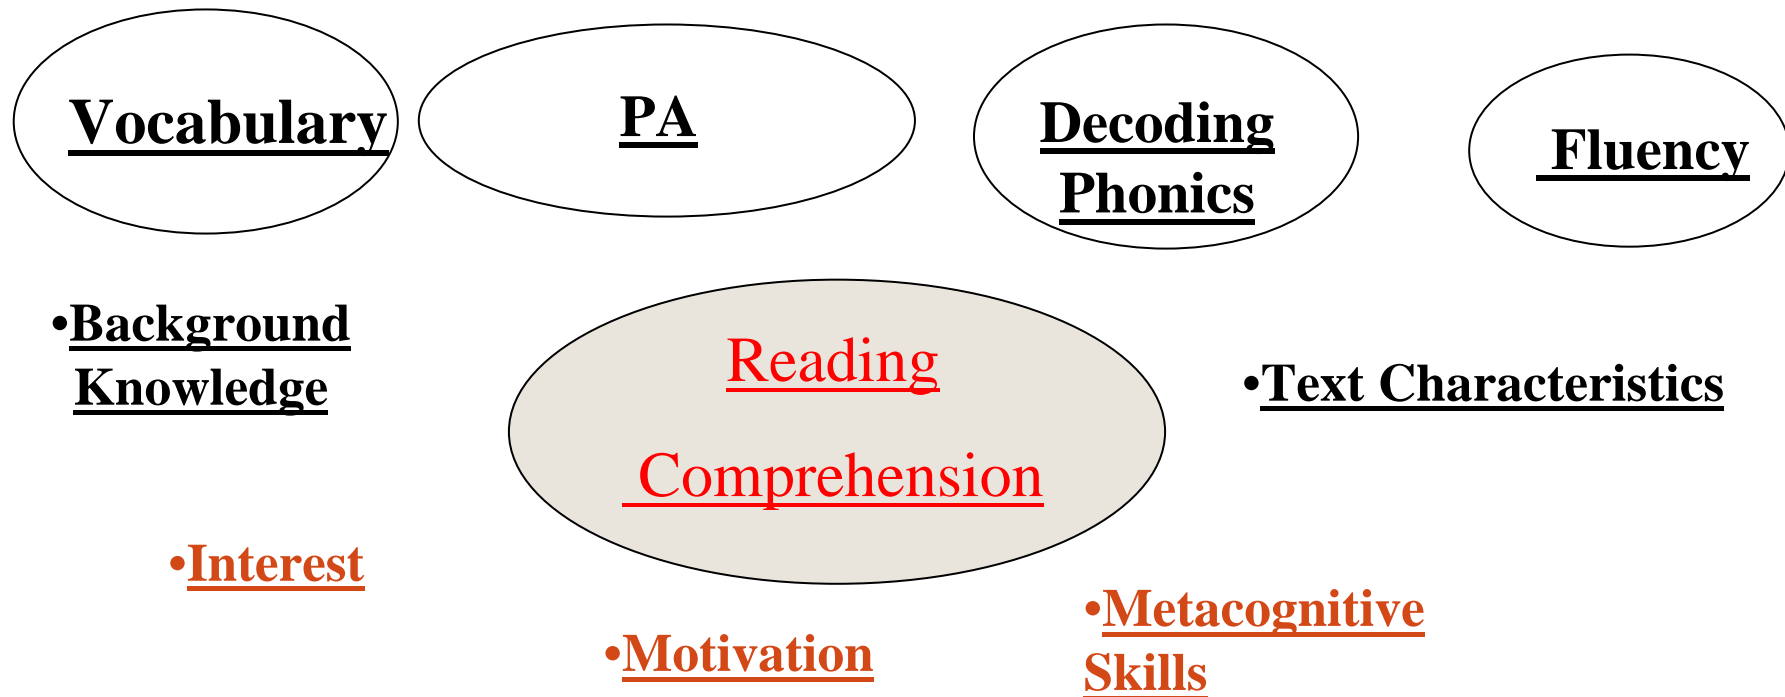 Vocabulary
PA
Decoding
Phonics
Fluency
•Background
Knowledge
Reading
Comprehension
•Text Characteristics
•Interest
•Motivation
•Metacognitive
Skills